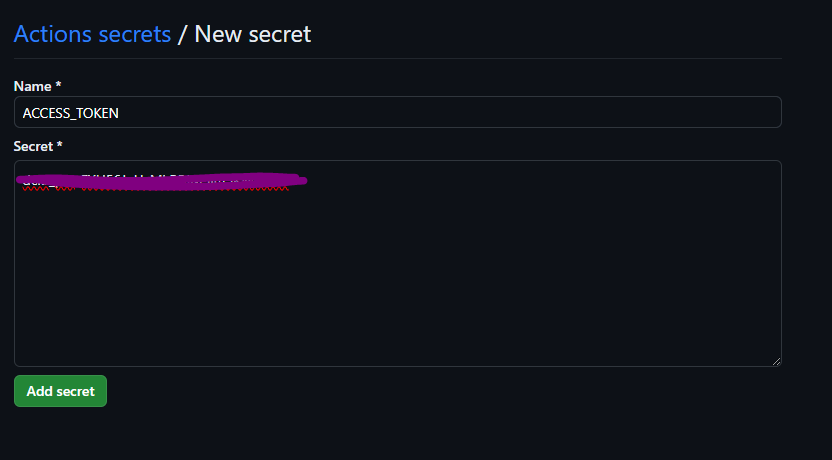 Actions secrets / New secret
Name *
ACCESS_TOKEN
Secret *
Add secret